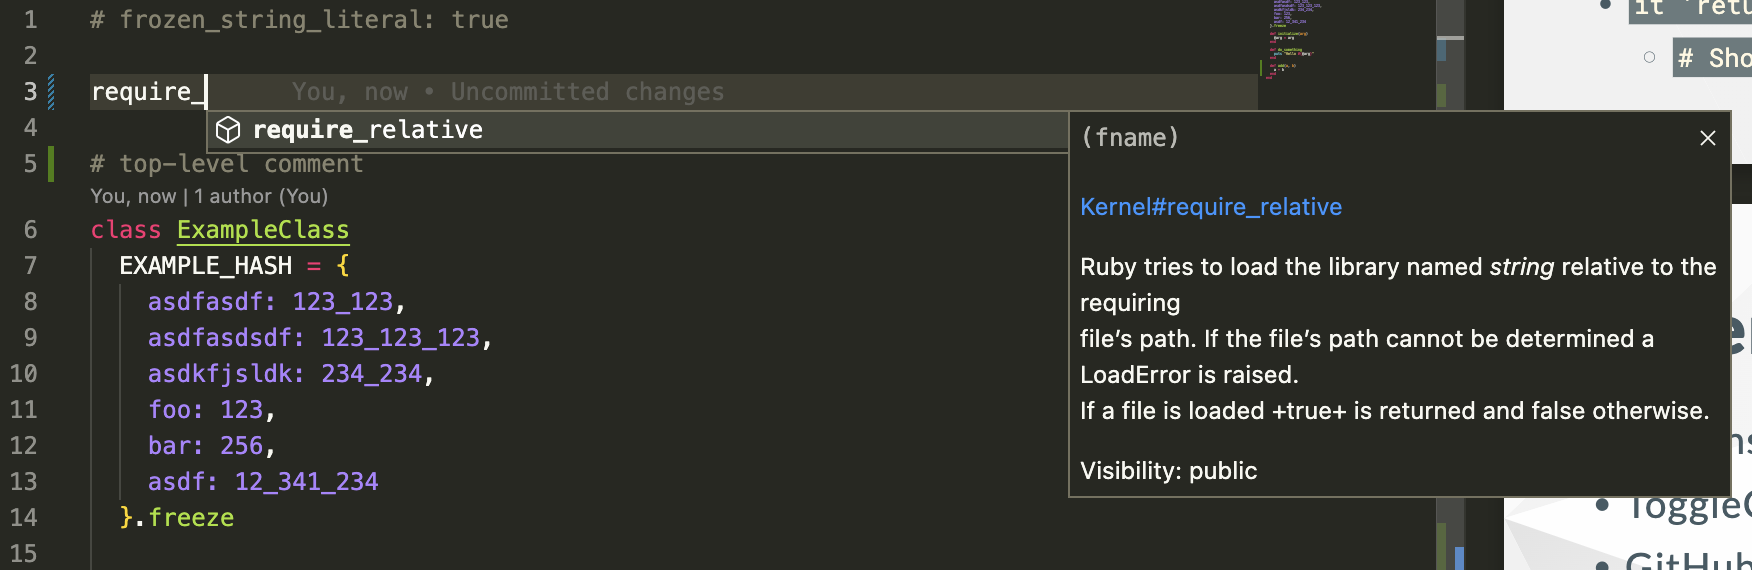 1 # frozen_string_literal: true
2
3 require_ You, now • Uncommitted changes
require_relative
4
5 # top-level comment
You, now | 1 author (You)
6 class ExampleClass
7 EXAMPLE_HASH = {
8 asdfasdf: 123_123,
9 asdfasdsdf: 123_123_123,
10 asdkfjsldk: 234_234,
11 foo: 123,
12 bar: 256,
13 asdf: 12_341_234
14 }.freeze
15
(fname)
Kernel#require_relative
Ruby tries to load the library named string relative to the
requiring
file’s path. If the file’s path cannot be determined a
LoadError is raised.
If a file is loaded +true+ is returned and false otherwise.
Visibility: public
it
#